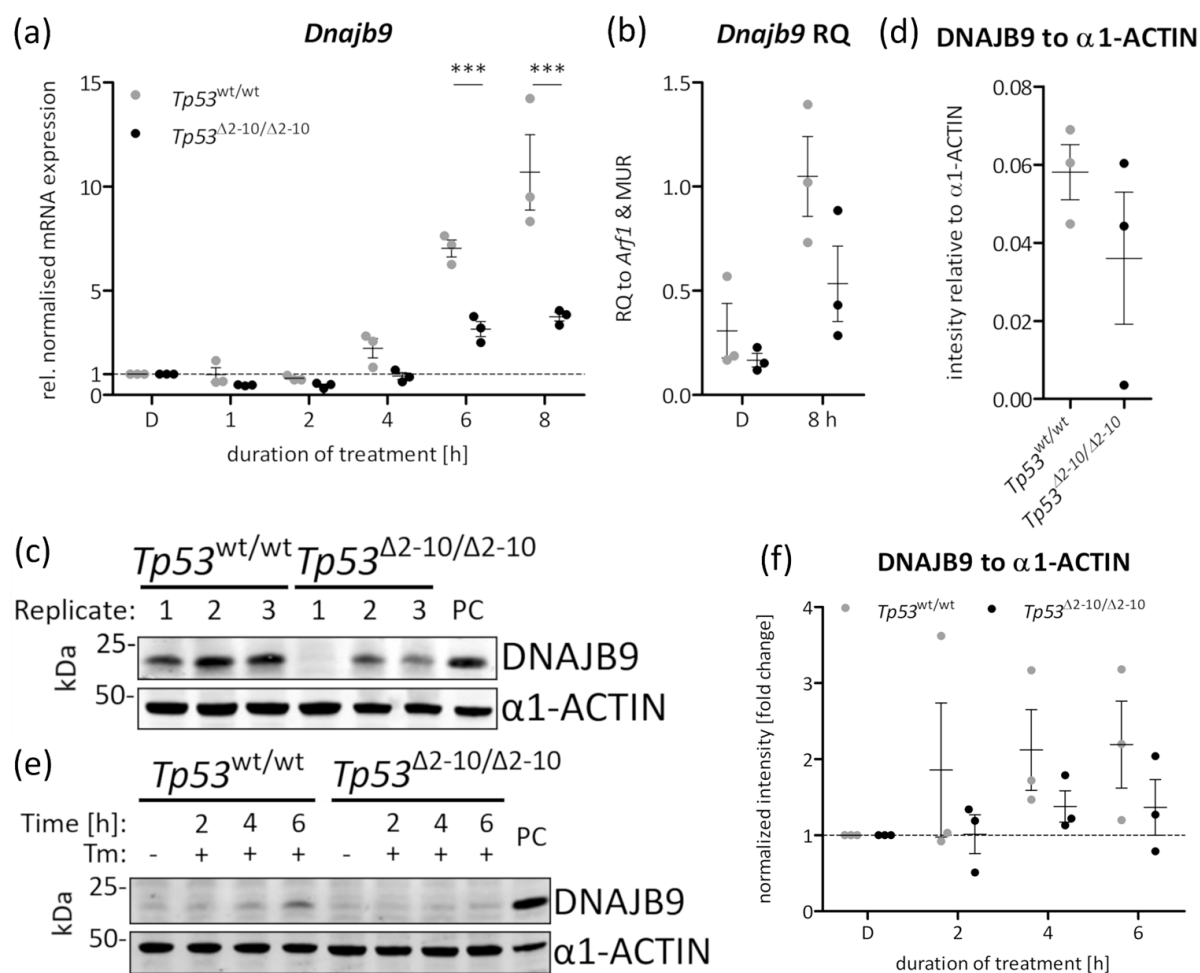 (a)
Dnajb9
rel. normalised mRNA expression
15
10
5
1
0
Tp53wt/wt
Tp53Δ2-10/Δ2-10
***
***
D 1 2 4 6 8
duration of treatment [h]
(b)
Dnajb9 RQ
RQ to Arf1 & MUR
1.5
1.0
0.5
0.0
D 8 h
(d)
DNAJB9 to α1-ACTIN
intesity relative to α1-ACTIN
0.08
0.06
0.04
0.02
0.00
Tp53wt/wt
Tp53Δ2-10/Δ2-10
(c)
Tp53wt/wt Tp53Δ2-10/Δ2-10
Replicate: 1 2 3 1 2 3 PC
kDa
25-
DNAJB9
50-
α1-ACTIN
(e)
Tp53wt/wt Tp53Δ2-10/Δ2-10
Time [h]: 2 4 6 2 4 6 PC
Tm: - + + + - + + +
kDa
25-
DNAJB9
50-
α1-ACTIN
(f)
DNAJB9 to α1-ACTIN
normalized intensity [fold change]
4
3
2
1
0
Tp53wt/wt Tp53Δ2-10/Δ2-10
D 2 4 6
duration of treatment [h]